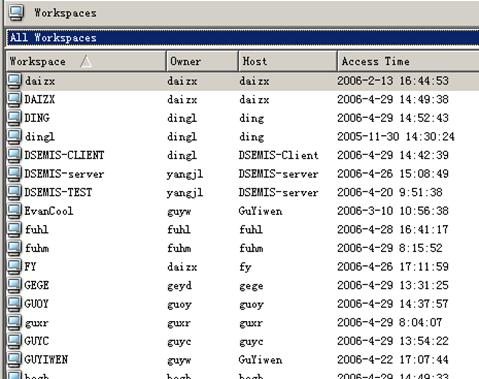 Workspaces
All Workspaces
Workspace Owner Host Access Time
daizx daizx daizx 2006-2-13 16:44:53
DAIZX daizx daizx 2006-4-29 14:49:38
DING dingl ding 2006-4-29 14:52:43
dingl dingl ding 2005-11-30 14:30:24
DSEMIS-CLIENT dingl DSEMIS-Client 2006-4-29 14:42:39
DSEMIS-server yangjl DSEMIS-server 2006-4-26 15:08:49
DSEMIS-TEST yangjl DSEMIS-server 2006-4-20 9:51:38
EvanCool guyw GuYiwen 2006-3-10 10:56:38
fuhl fuhl fuhl 2006-4-28 16:41:17
fuhm fuhm fuhm 2006-4-29 8:15:52
FY daizx fy 2006-4-26 17:11:59
GEGE geyd gege 2006-4-29 13:31:25
GUOY guoy guoy 2006-4-29 14:37:57
guxr guxr guxr 2006-4-29 8:04:07
GUYC guyc guyc 2006-4-29 13:54:22
GUYIWEN guyw GuYiwen 2006-4-22 17:07:44
2006-4-29 14:49:33